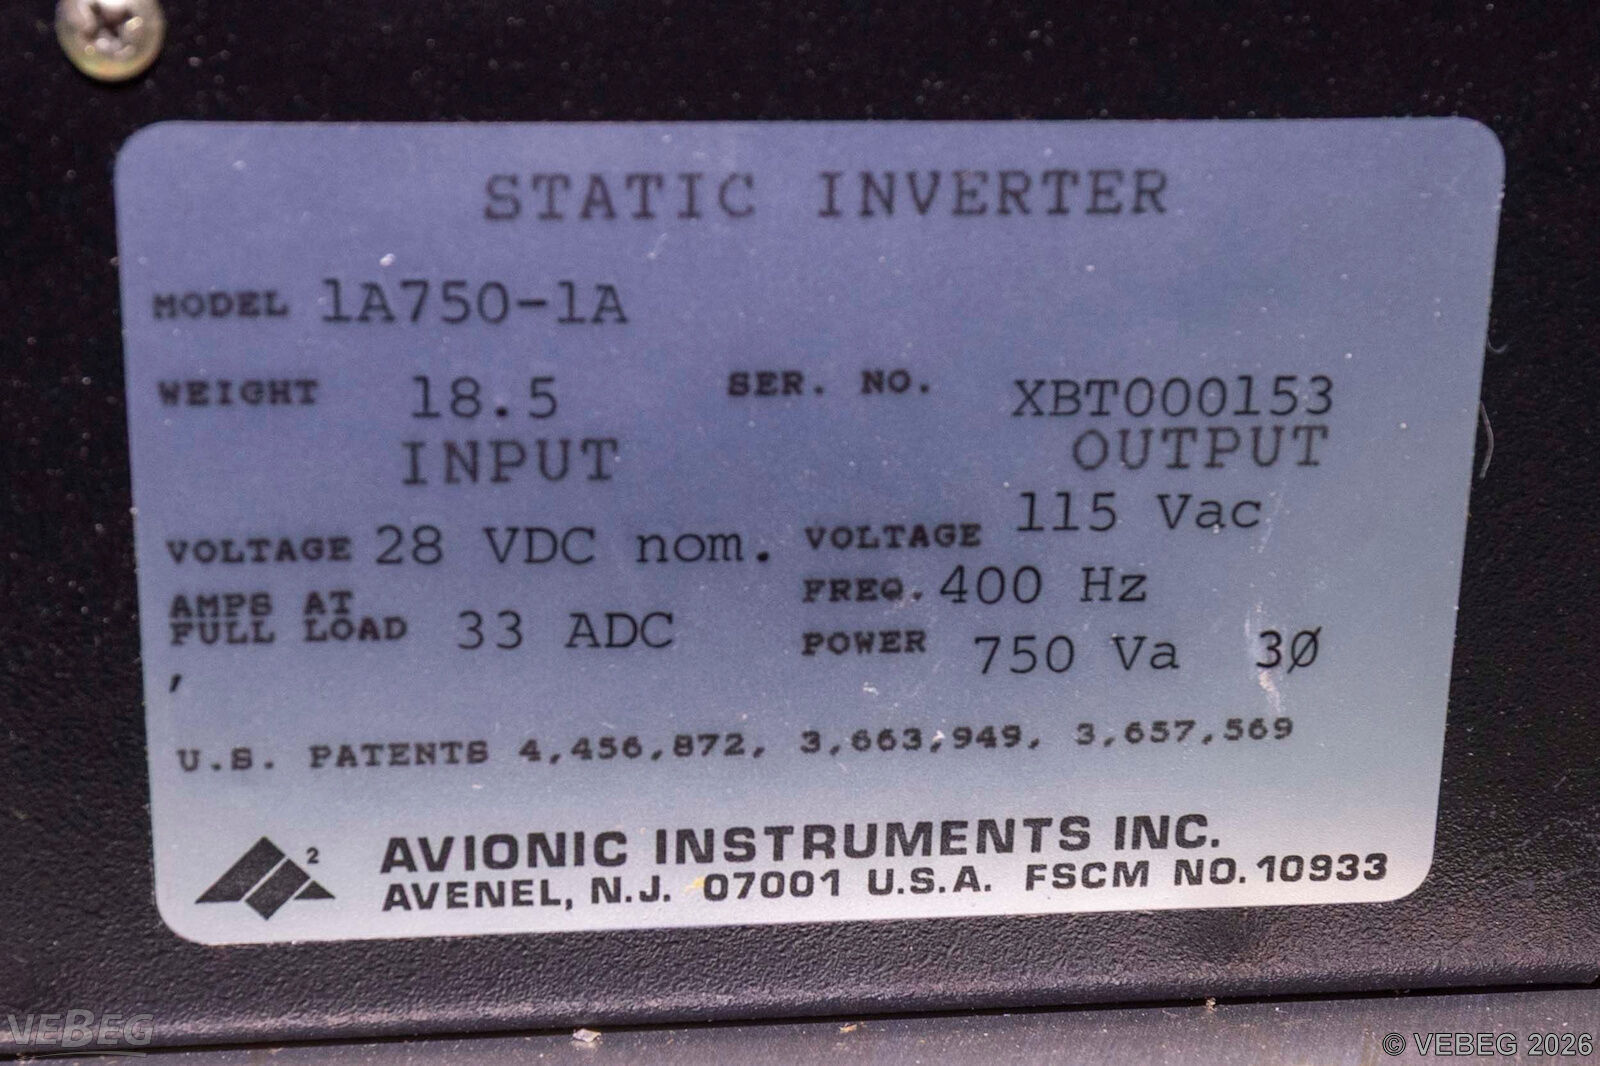 STATIC INVERTER
MODEL 1A750-1A
WEIGHT 18.5 SER. NO. XBT000153
INPUT OUTPUT
VOLTAGE 28 VDC nom. VOLTAGE 115 Vac
FREQ. 400 Hz
AMPS AT
FULL LOAD 33 ADC POWER 750 Va 3Ø
,
U.S. PATENTS 4,456,872, 3,663,949, 3,657,569
2 AVIONIC INSTRUMENTS INC.
AVENEL, N.J. 07001 U.S.A. FSCM NO. 10933
VEBEG
© VEBEG 2026